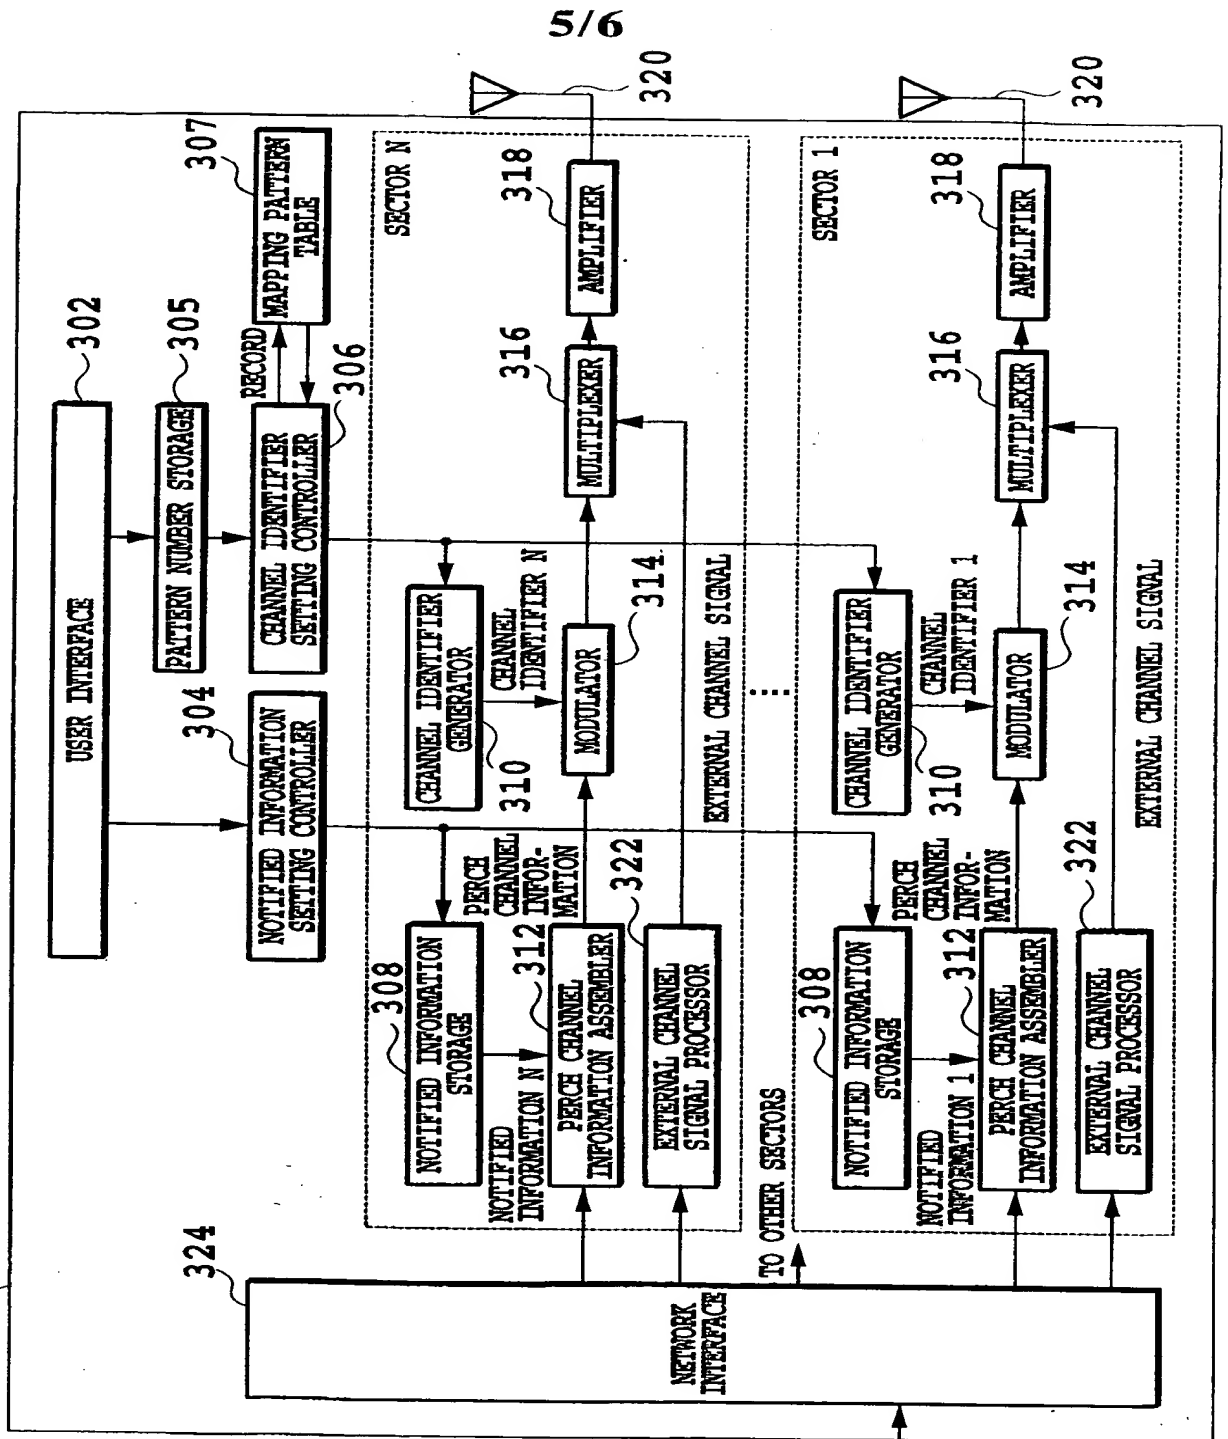 5/6
302
USER INTERFACE
304
NOTIFIED INFORMATION
SETTING CONTROLLER
305
PATTERN NUMBER STORAGE
306
CHANNEL IDENTIFIER
SETTING CONTROLLER
RECORD
307
MAPPING PATTERN
TABLE
SECTOR N
308
NOTIFIED INFORMATION
STORAGE
310
CHANNEL IDENTIFIER
GENERATOR
NOTIFIED
INFORMATION N
312
PERCH CHANNEL
INFORMATION ASSEMBLER
PERCH
CHANNEL
INFOR-
MATION
CHANNEL
IDENTIFIER N
314
MODULATOR
316
MULTIPLEXER
318
AMPLIFIER
320
322
EXTERNAL CHANNEL
SIGNAL PROCESSOR
EXTERNAL CHANNEL SIGNAL
TO OTHER SECTORS
SECTOR 1
308
NOTIFIED INFORMATION
STORAGE
310
CHANNEL IDENTIFIER
GENERATOR
NOTIFIED
INFORMATION 1
312
PERCH CHANNEL
INFORMATION ASSEMBLER
PERCH
CHANNEL
INFOR-
MATION
CHANNEL
IDENTIFIER 1
314
MODULATOR
316
MULTIPLEXER
318
AMPLIFIER
320
322
EXTERNAL CHANNEL
SIGNAL PROCESSOR
EXTERNAL CHANNEL SIGNAL
324
NETWORK
INTERFACE